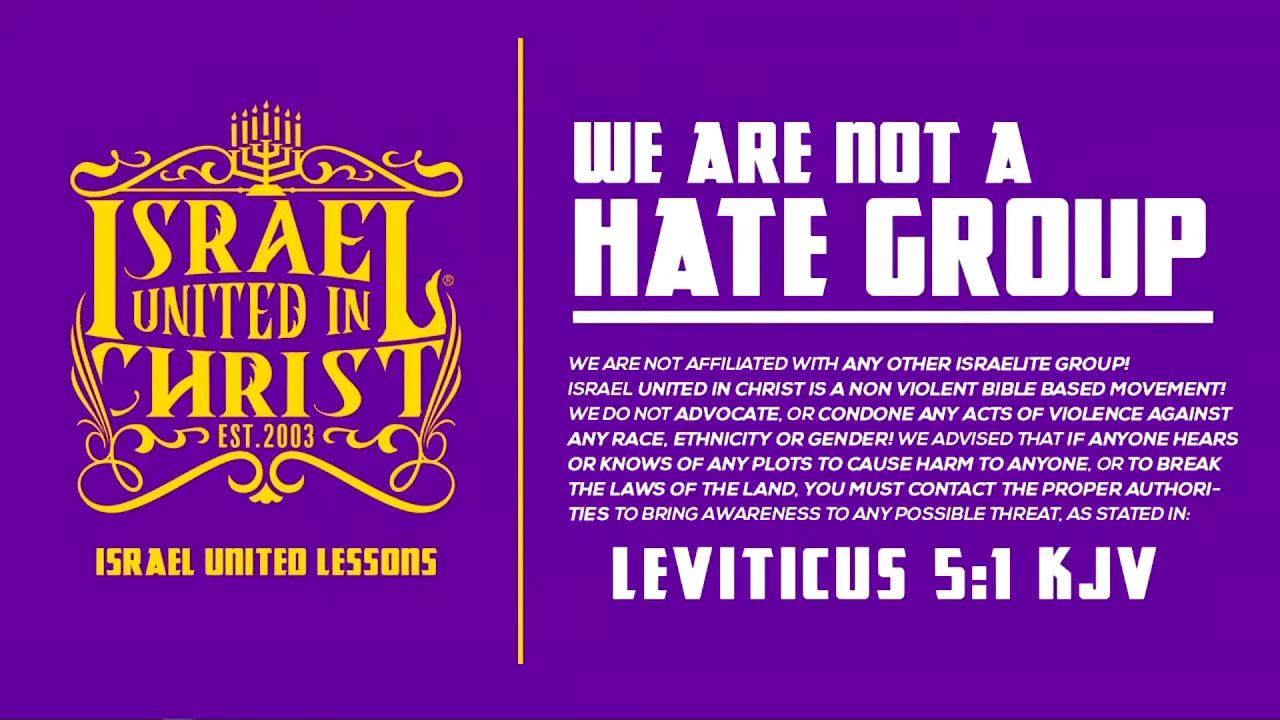 ISRAEL
UNITED IN
CHRIST
EST.2003
®
ISRAEL UNITED LESSONS
WE ARE NOT A
HATE GROUP
WE ARE NOT AFFILIATED WITH ANY OTHER ISRAELITE GROUP!
ISRAEL UNITED IN CHRIST IS A NON VIOLENT BIBLE BASED MOVEMENT!
WE DO NOT ADVOCATE, OR CONDONE ANY ACTS OF VIOLENCE AGAINST
ANY RACE, ETHNICITY OR GENDER! WE ADVISED THAT IF ANYONE HEARS
OR KNOWS OF ANY PLOTS TO CAUSE HARM TO ANYONE, OR TO BREAK
THE LAWS OF THE LAND, YOU MUST CONTACT THE PROPER AUTHORI-
TIES TO BRING AWARENESS TO ANY POSSIBLE THREAT, AS STATED IN:
LEVITICUS 5:1 KJV